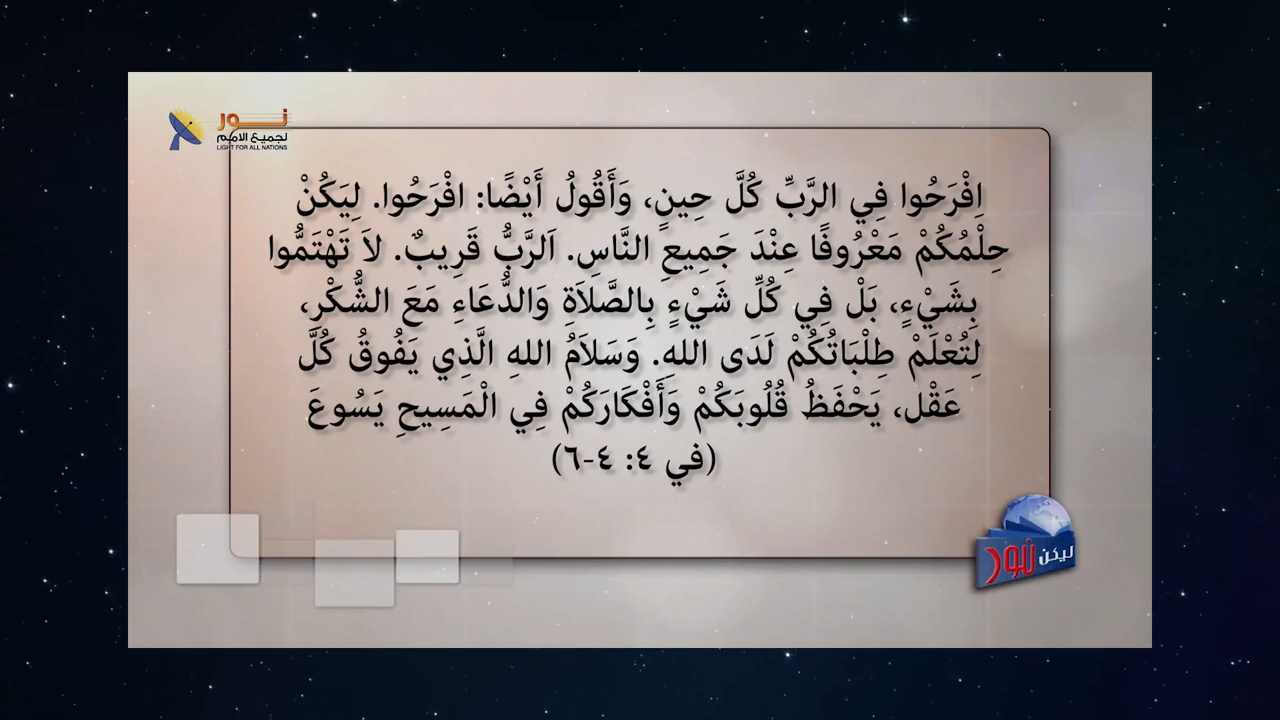 نور
لجميع الامم
LIGHT FOR ALL NATIONS
اِفْرَحُوا فِي الرَّبِّ كُلَّ حِينٍ، وَأَقُولُ أَيْضًا: افْرَحُوا. لِيَكُنْ
حِلْمُكُمْ مَعْرُوفًا عِنْدَ جَمِيعِ النَّاسِ. اَلرَّبُّ قَرِيبٌ. لاَ تَهْتَمُّوا
بِشَيْءٍ، بَلْ فِي كُلِّ شَيْءٍ بِالصَّلاَةِ وَالدُّعَاءِ مَعَ الشُّكْرِ،
لِتُعْلَمْ طِلْبَاتُكُمْ لَدَى اللهِ. وَسَلاَمُ اللهِ الَّذِي يَفُوقُ كُلَّ
عَقْل، يَحْفَظُ قُلُوبَكُمْ وَأَفْكَارَكُمْ فِي الْمَسِيحِ يَسُوعَ
(في ٤: ٤-٦)
ليكن نور